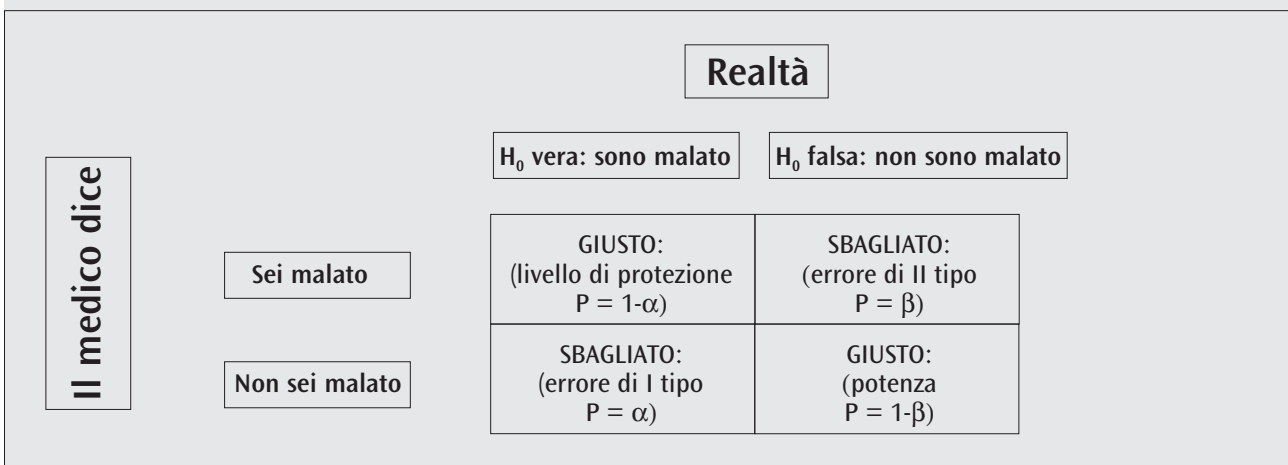 Realtà
H₀ vera: sono malato
H₀ falsa: non sono malato
Il medico dice
Sei malato
GIUSTO:
(livello di protezione
P = 1-α)
SBAGLIATO:
(errore di II tipo
P = β)
Non sei malato
SBAGLIATO:
(errore di I tipo
P = α)
GIUSTO:
(potenza
P = 1-β)